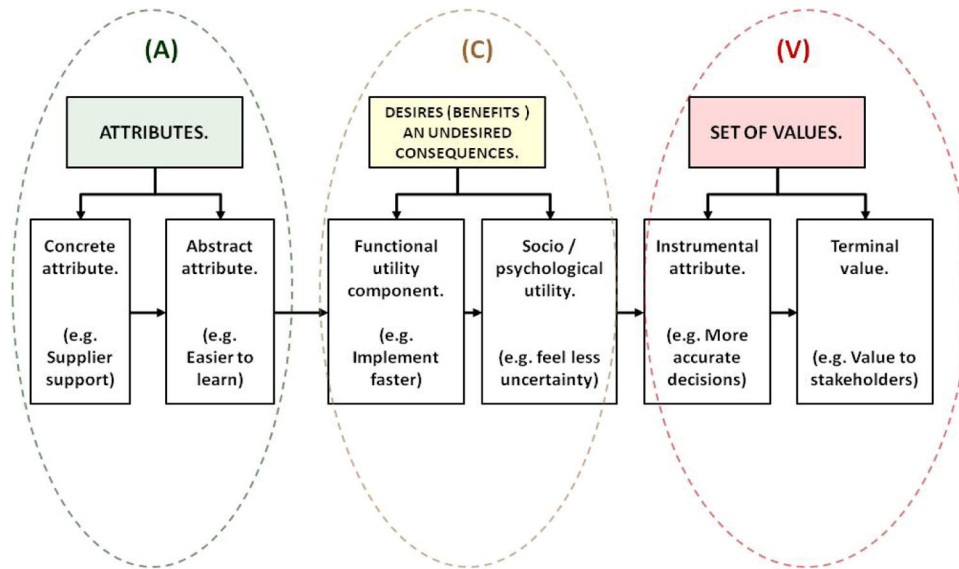 (A)
(C)
(V)
ATTRIBUTES.
DESIRES (BENEFITS )
AN UNDESIRED
CONSEQUENCES.
SET OF VALUES.
Concrete
attribute.
(e.g.
Supplier
support)
Abstract
attribute.
(e.g.
Easier to
learn)
Functional
utility
component.
(e.g.
Implement
faster)
Socio /
psychological
utility.
(e.g. feel less
uncertainty)
Instrumental
attribute.
(e.g. More
accurate
decisions)
Terminal
value.
(e.g. Value to
stakeholders)